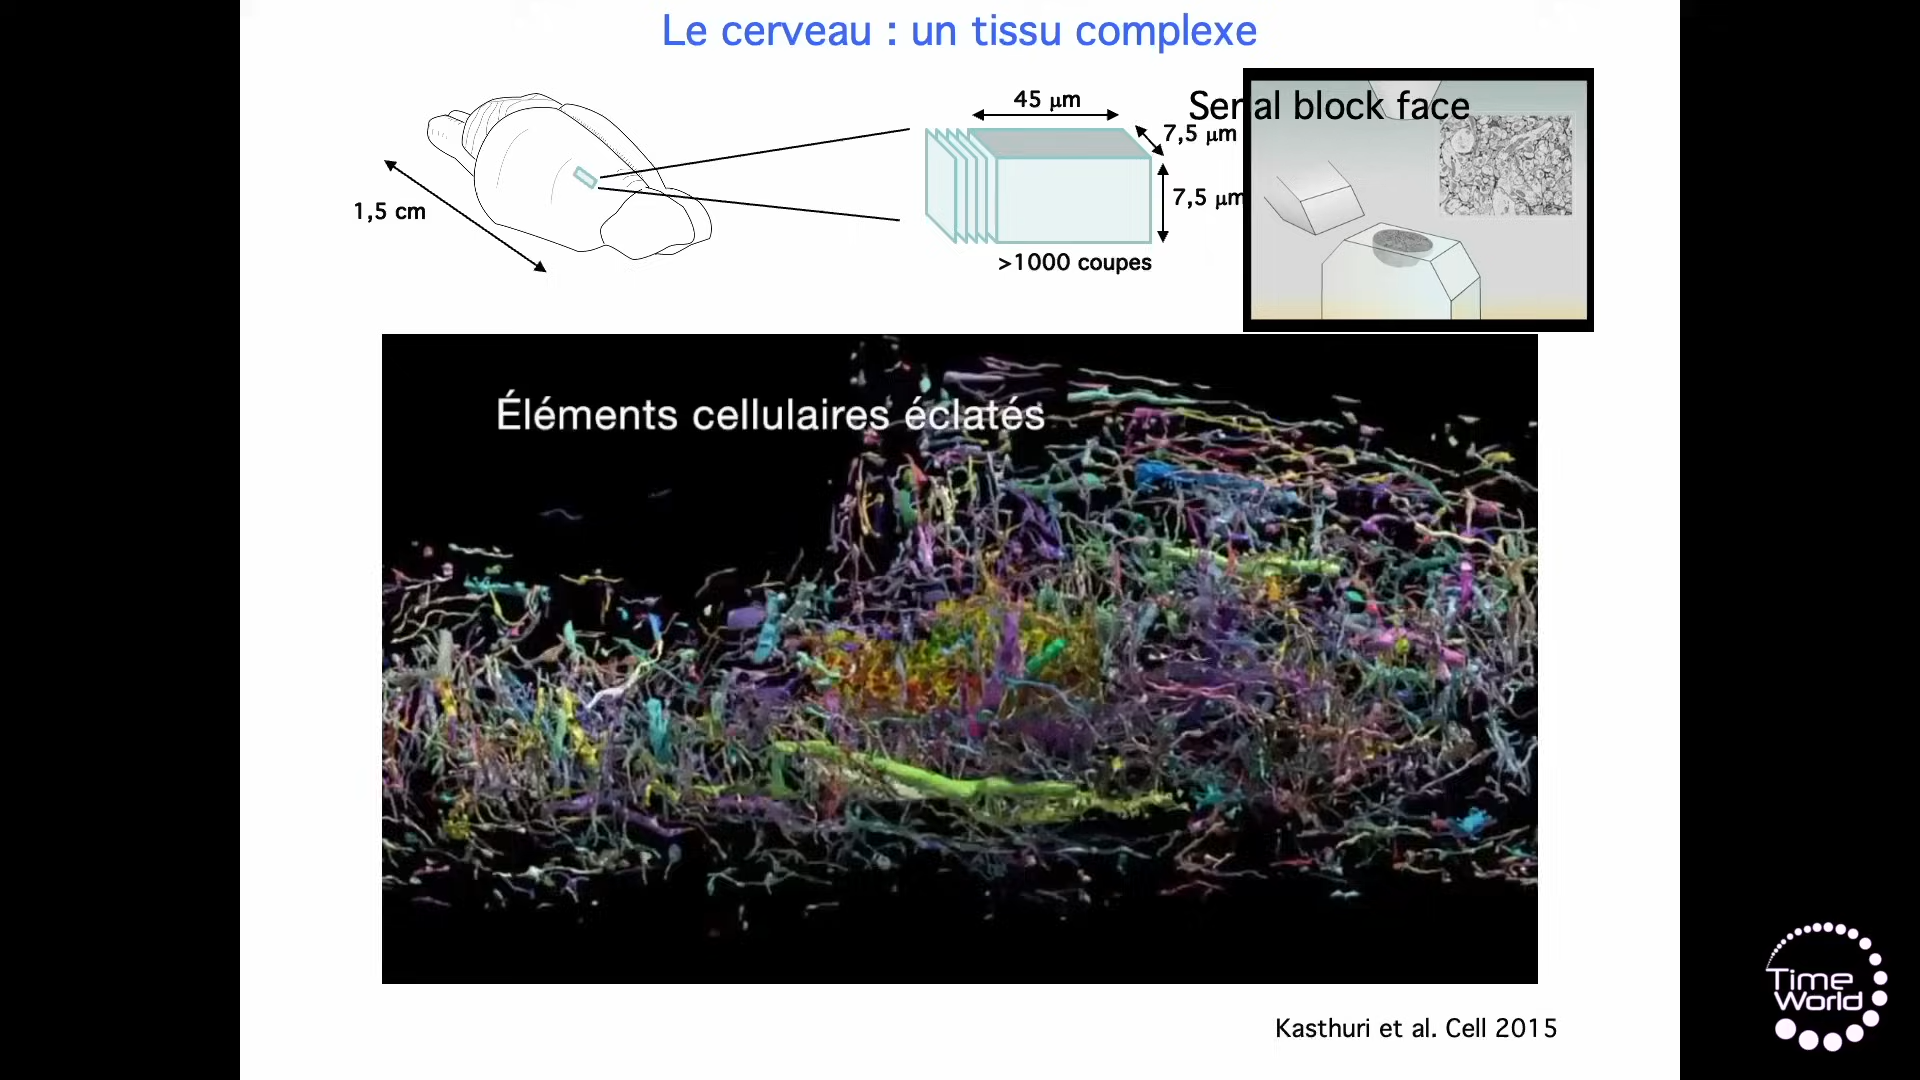 Le cerveau : un tissu complexe
Serial block face
45 µm
7,5 µm
7,5 µm
1,5 cm
>1000 coupes
Éléments cellulaires éclatés
Kasthuri et al. Cell 2015
Time
World